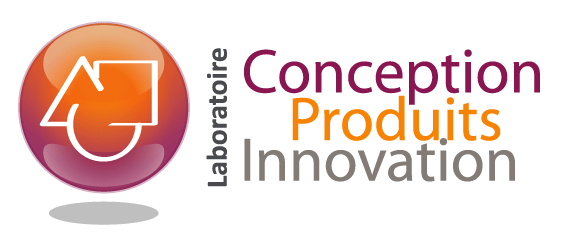 Laboratoire
Conception
Produits
Innovation